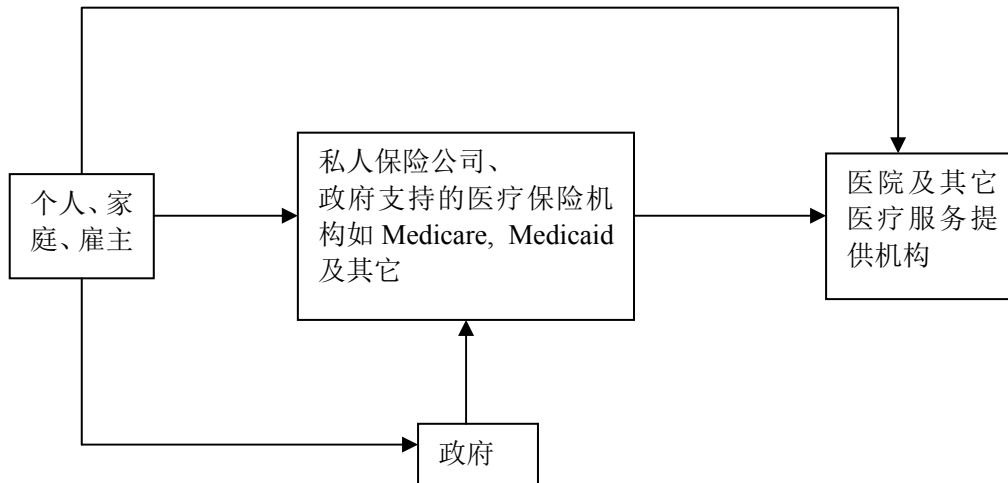 个人、家
庭、雇主
私人保险公司、
政府支持的医疗保险机
构如 Medicare, Medicaid
及其它
医院及其它
医疗服务提
供机构
政府